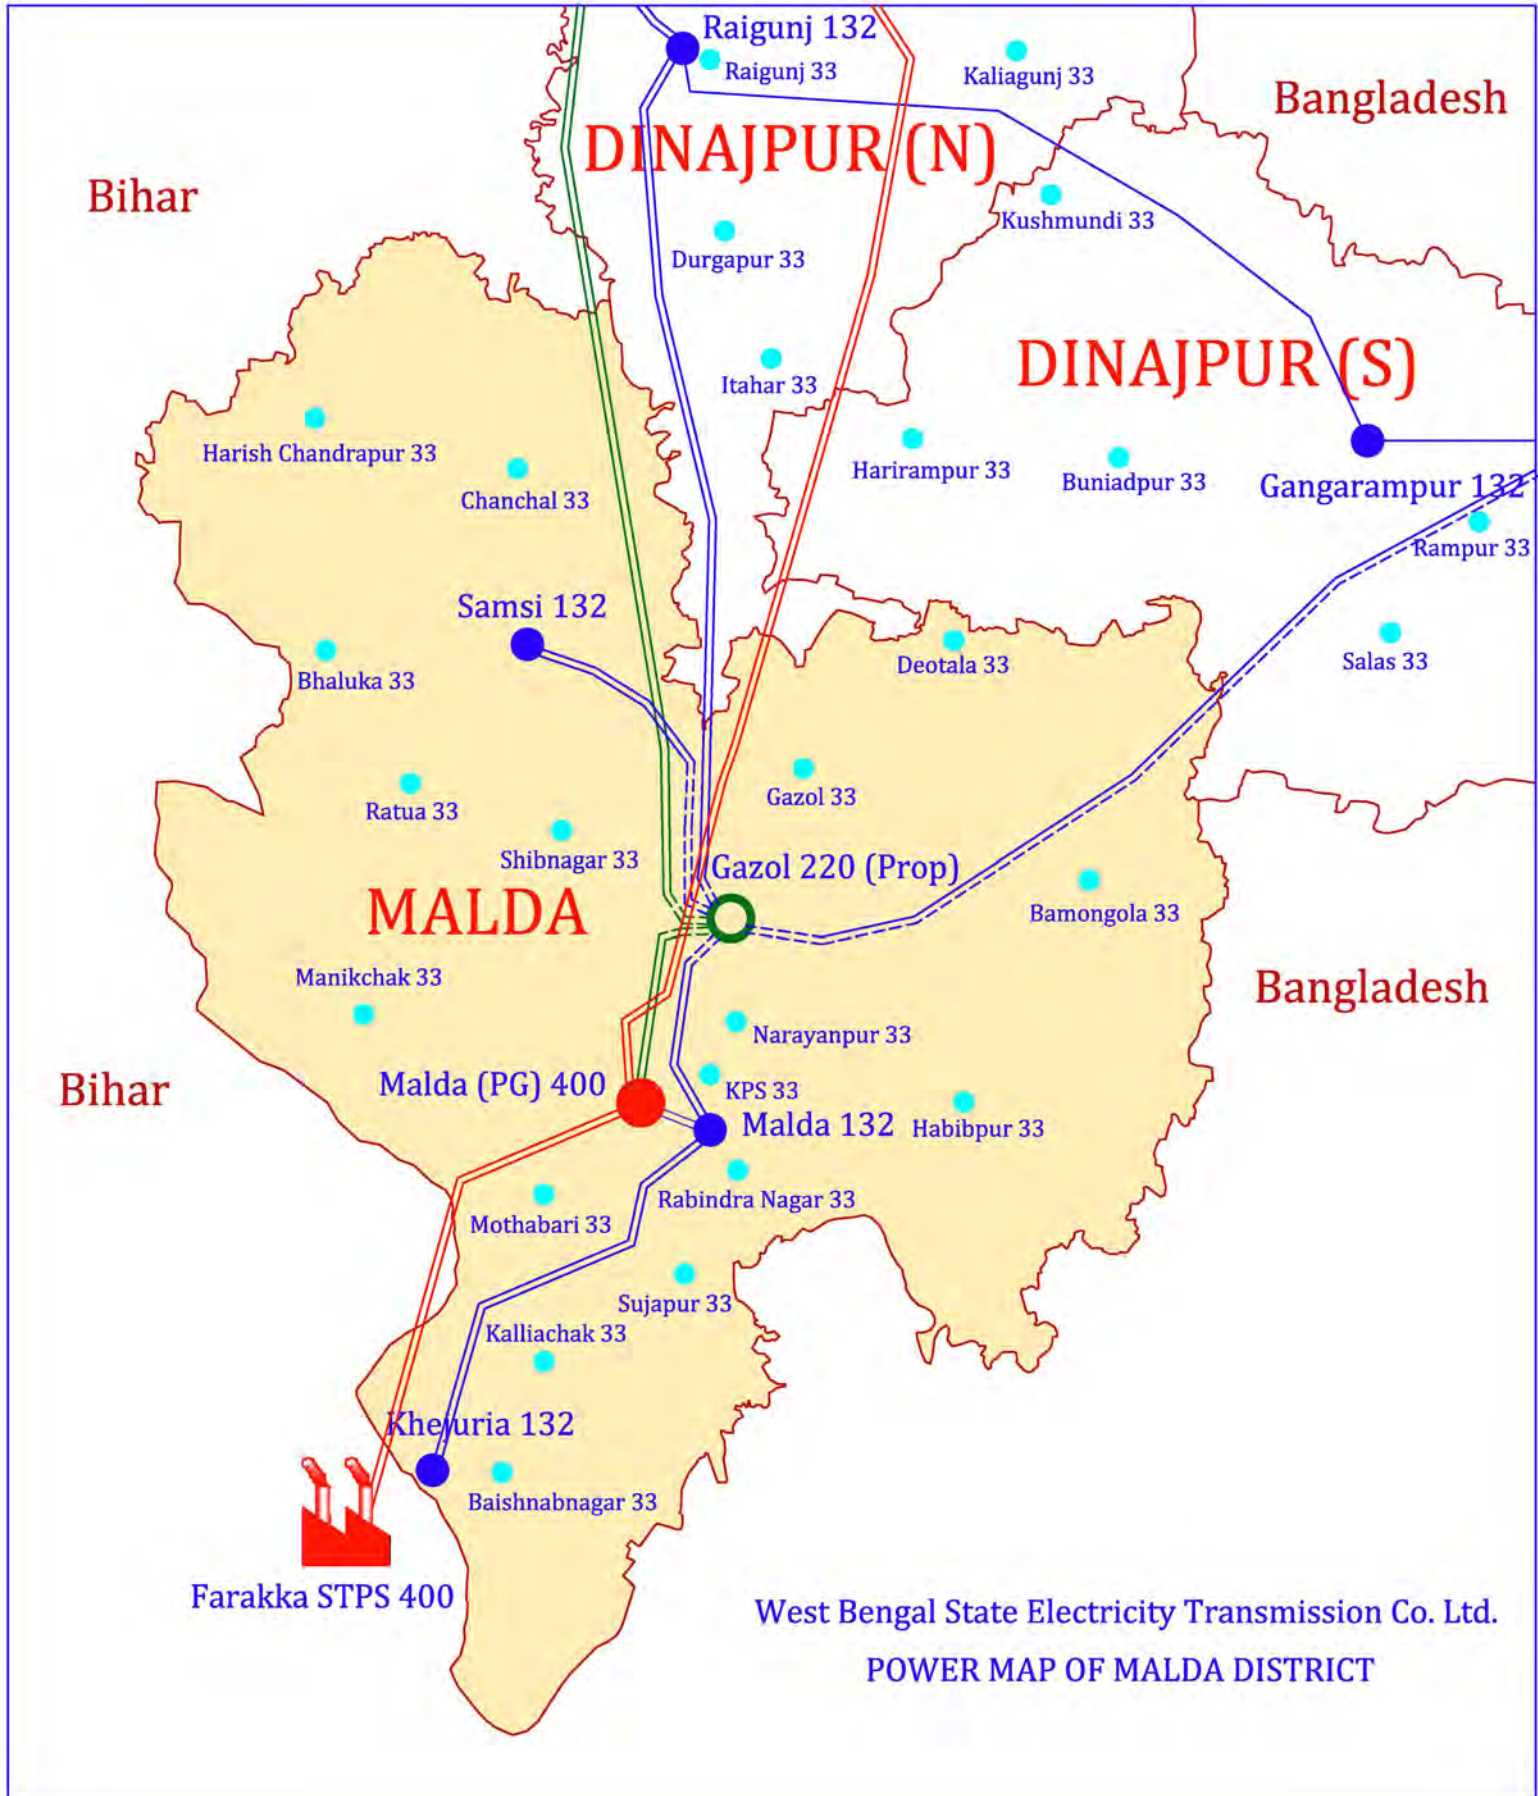 Raigunj 132
Raigunj 33
Kaliagunj 33
Bangladesh
DINAJPUR (N)
Bihar
Kushmundi 33
Durgapur 33
DINAJPUR (S)
Itahar 33
Harish Chandrapur 33
Harirampur 33
Buniadpur 33
Gangarampur 132
Chanchal 33
Rampur 33
Samsi 132
Deotala 33
Salas 33
Bhaluka 33
Gazol 33
Ratua 33
Shibnagar 33
Gazol 220 (Prop)
MALDA
Bamongola 33
Manikchak 33
Bangladesh
Narayanpur 33
Bihar
Malda (PG) 400
KPS 33
Malda 132
Habibpur 33
Rabindra Nagar 33
Mothabari 33
Sujapur 33
Kalliachak 33
Khejuria 132
Baishnabnagar 33
Farakka STPS 400
West Bengal State Electricity Transmission Co. Ltd.
POWER MAP OF MALDA DISTRICT